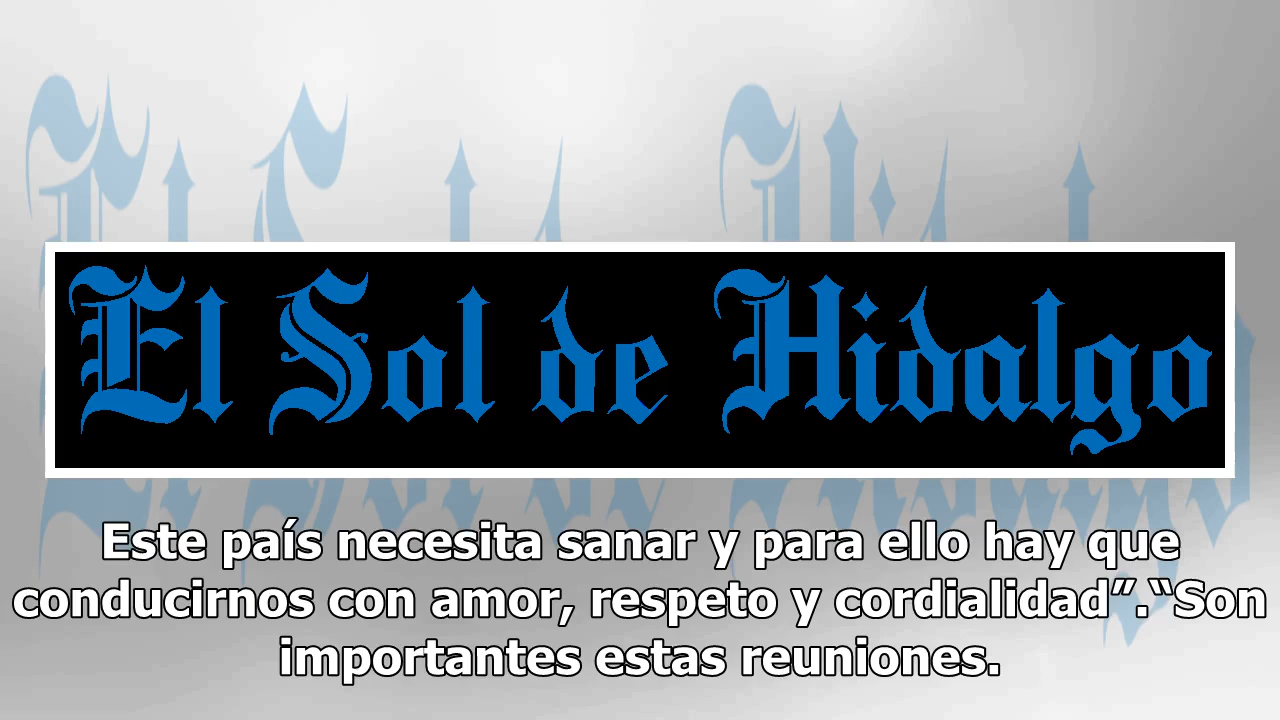 El Sol de Hidalgo
Este país necesita sanar y para ello hay que
conducirnos con amor, respeto y cordialidad”.“Son
importantes estas reuniones.